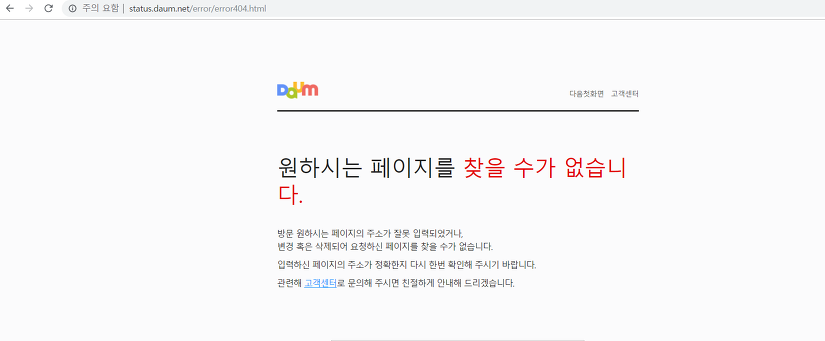 주의 요함 | status.daum.net/error/error404.html
Daum
다음첫화면 고객센터
원하시는 페이지를 찾을 수가 없습니
다.
방문 원하시는 페이지의 주소가 잘못 입력되었거나,
변경 혹은 삭제되어 요청하신 페이지를 찾을 수가 없습니다.
입력하신 페이지의 주소가 정확한지 다시 한번 확인해 주시기 바랍니다.
관련해 고객센터로 문의해 주시면 친절하게 안내해 드리겠습니다.